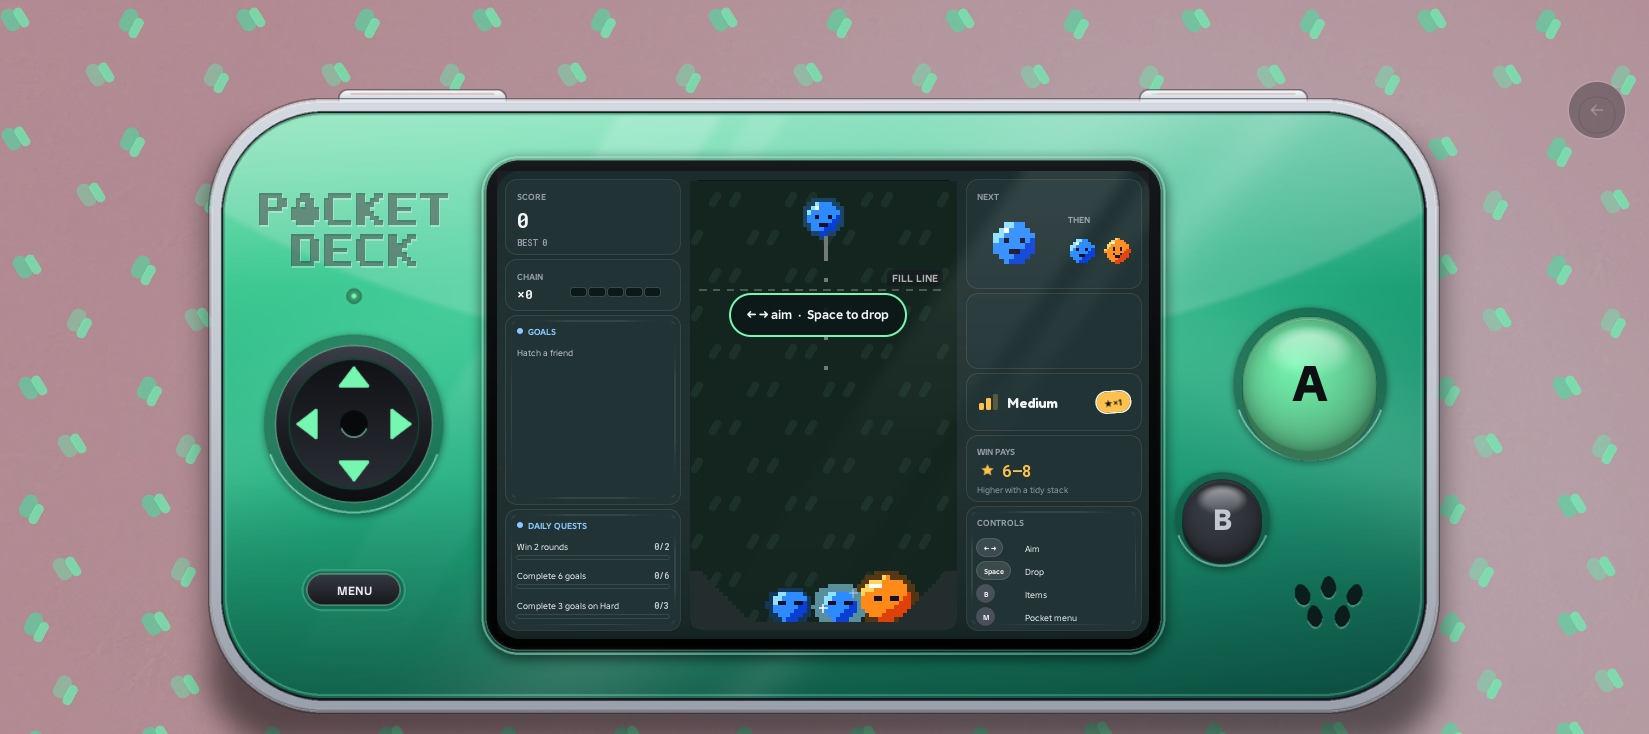 POCKET
DECK
MENU
SCORE
0
BEST 0
CHAIN
×0
GOALS
Hatch a friend
DAILY QUESTS
Win 2 rounds 0/2
Complete 6 goals 0/6
Complete 3 goals on Hard 0/3
FILL LINE
←→ aim · Space to drop
NEXT
THEN
Medium ★×1
WIN PAYS
★ 6–8
Higher with a tidy stack
CONTROLS
←→ Aim
Space Drop
B Items
M Pocket menu
A
B
←